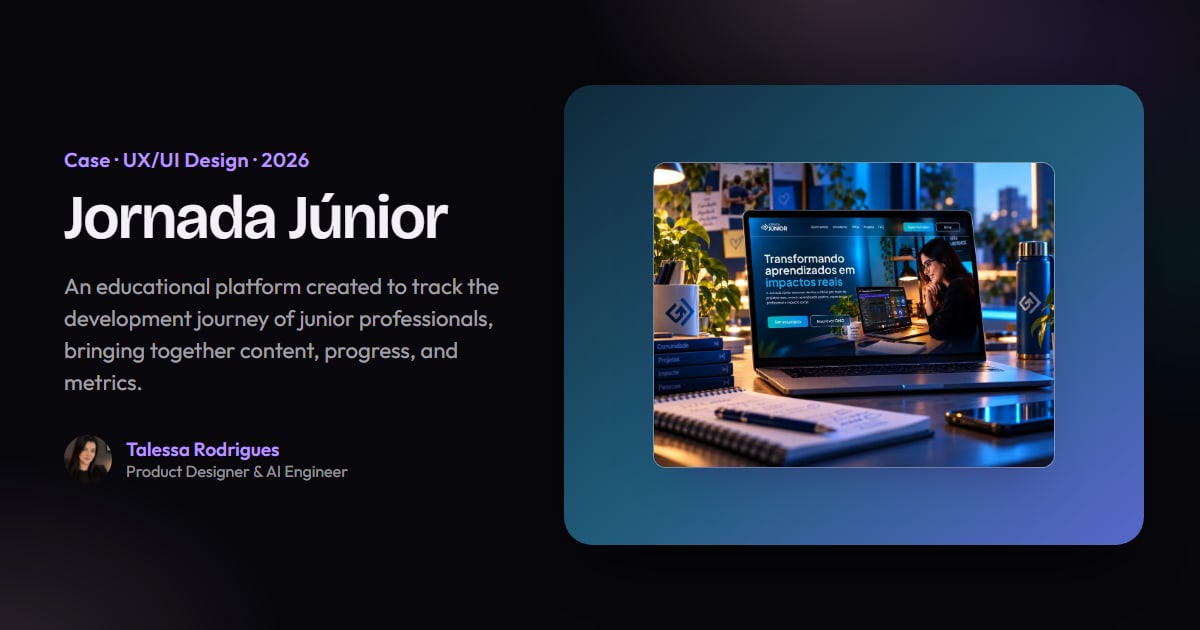 Case · UX/UI Design · 2026
Jornada Júnior
An educational platform created to track the
development journey of junior professionals,
bringing together content, progress, and
metrics.
Talessa Rodrigues
Product Designer & AI Engineer
JÚNIOR
Transformando
aprendizados em
impactos reais
Comunidade
Projetos
Impacto
Pessoas